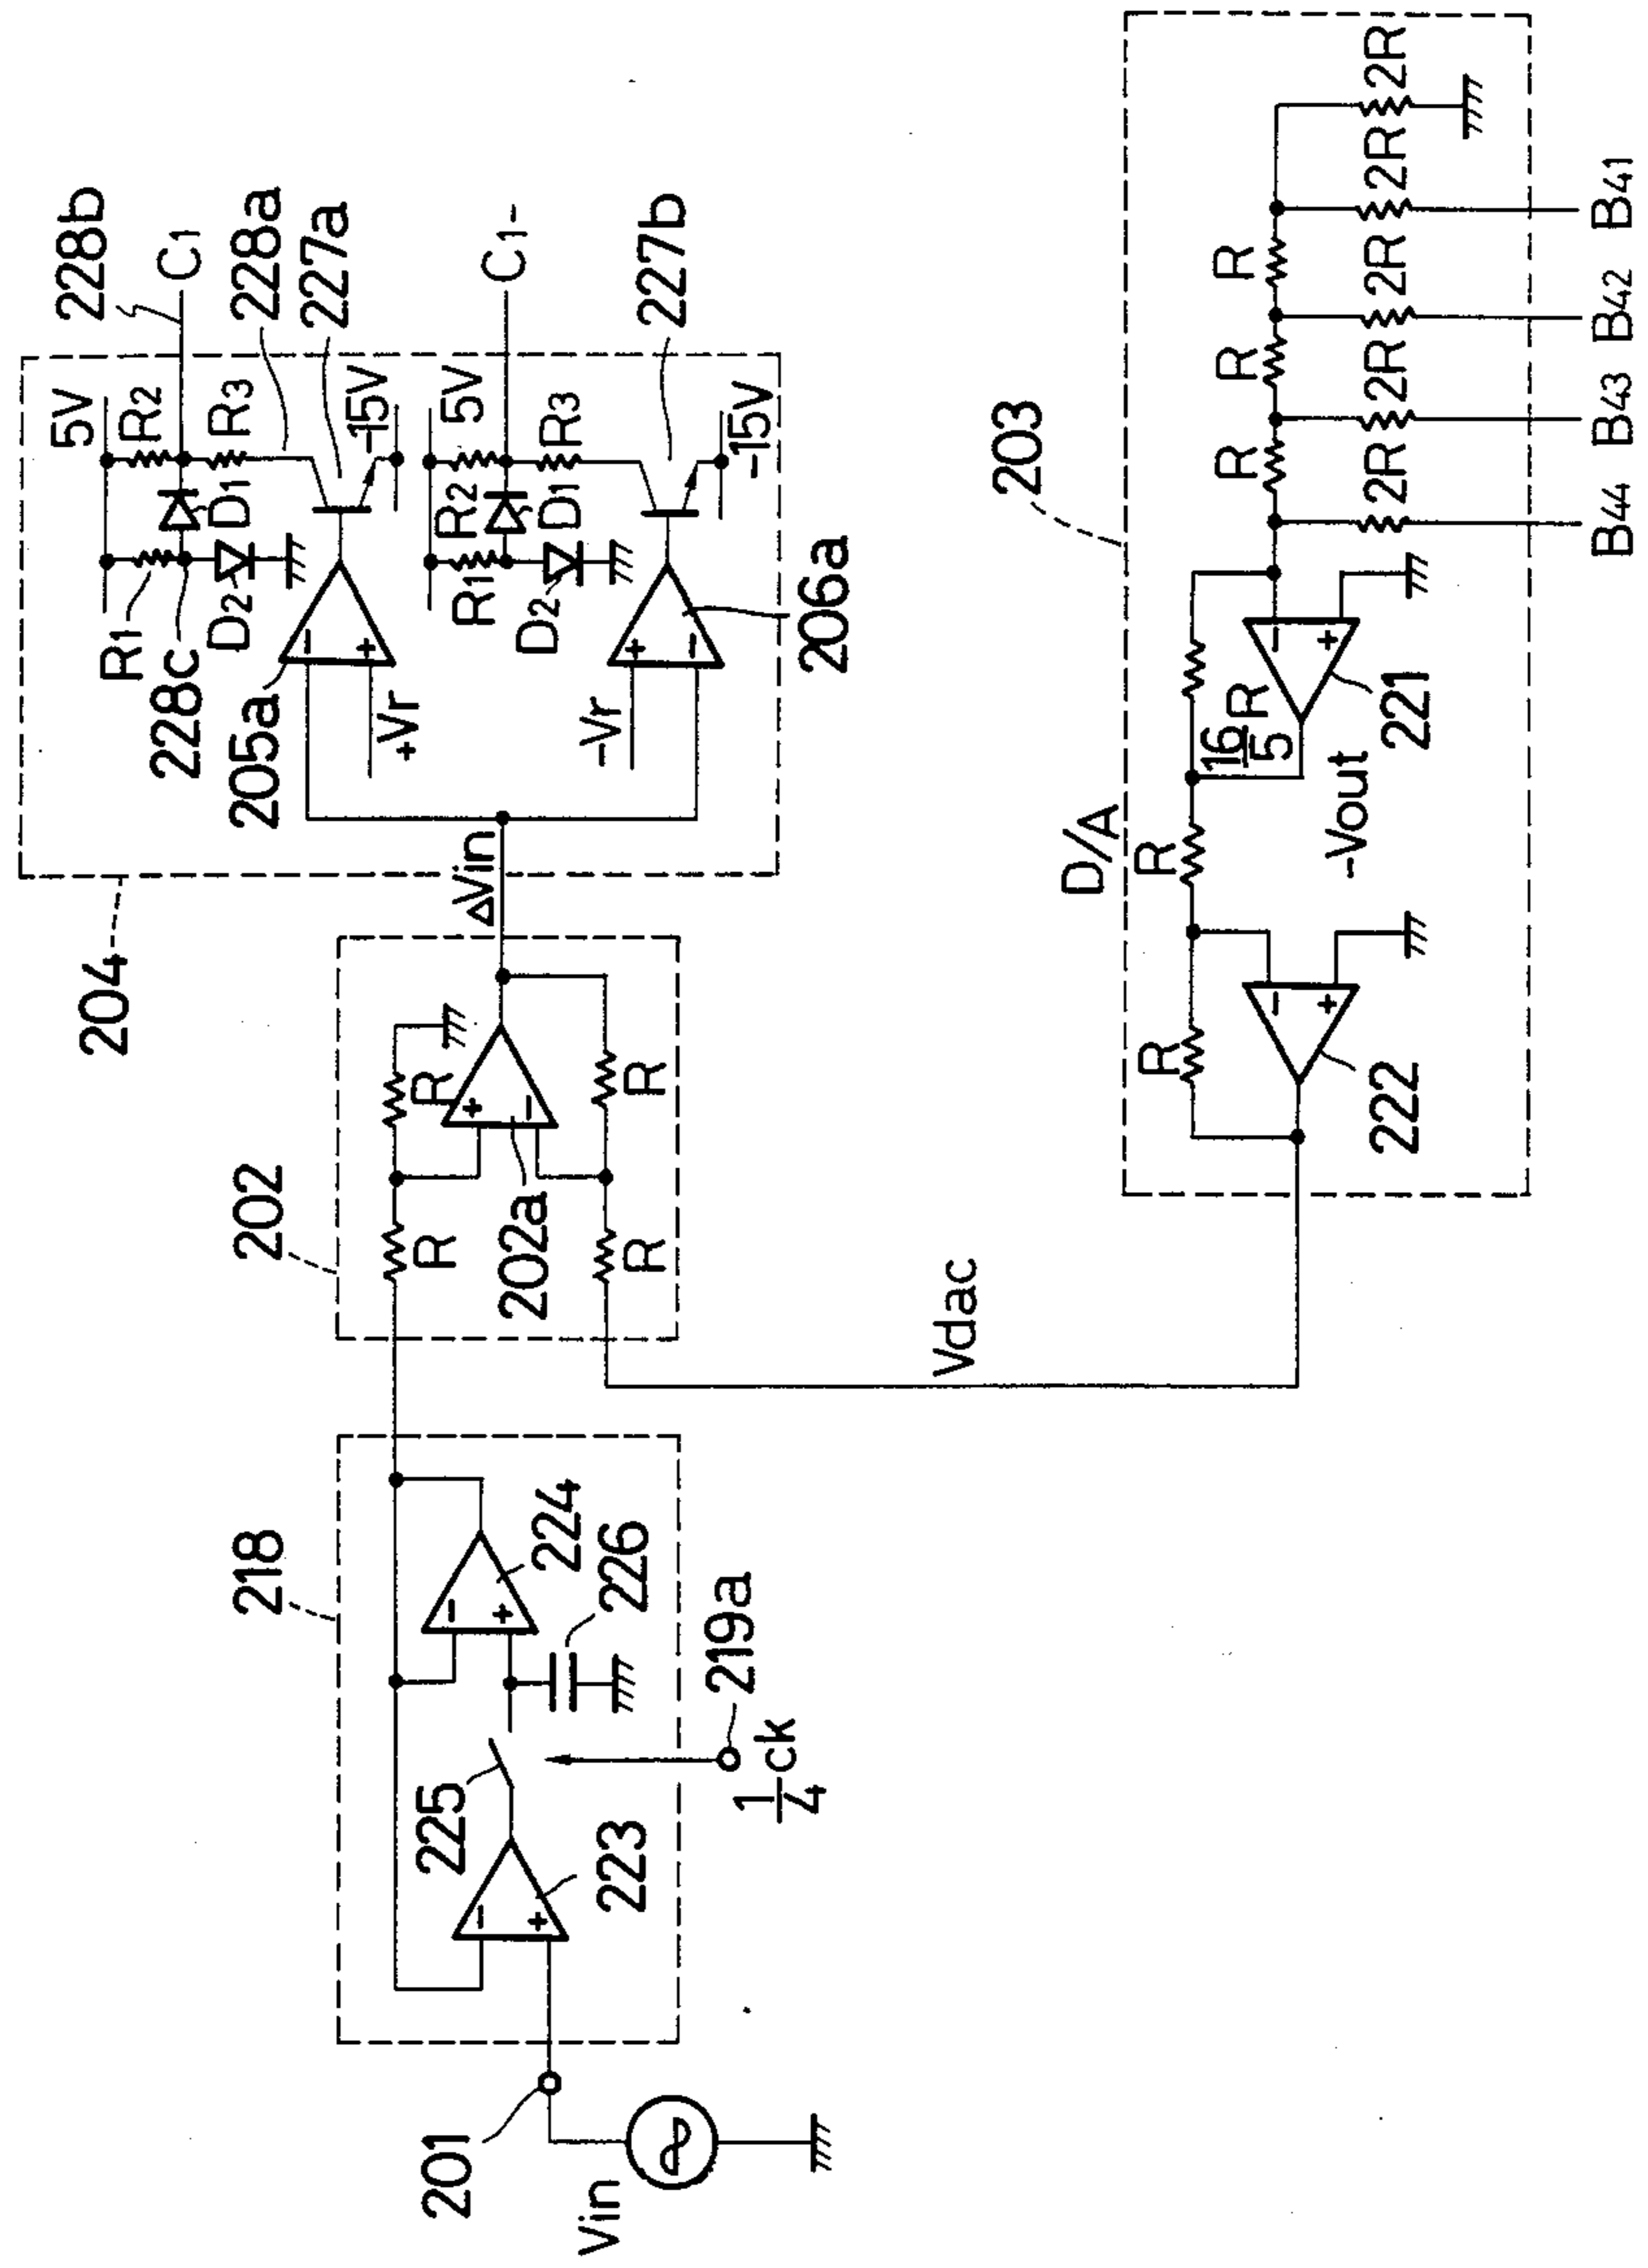 204
5V
R2
228b
C1
R1
D1
R3
228a
228c
D2
227a
205a
-15V
+Vr
5V
C1-
R2
R1
D1
R3
D2
227b
-Vr
-15V
206a
ΔVin
202
R
R
202a
R
R
218
225
224
226
223
219a
1/4 ck
201
Vin
Vdac
203
D/A
R
R
16/5 R
R
R
R
222
-Vout
221
2R
2R
2R
2R
2R
B44
B43
B42
B41